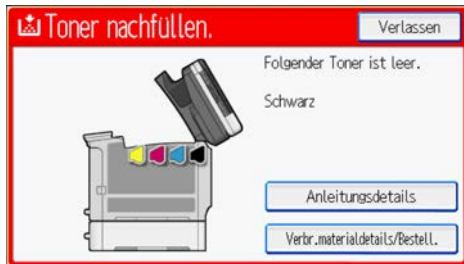 Toner nachfüllen.
Verlassen
Folgender Toner ist leer.
Schwarz
Anleitungsdetails
Verbr.materialdetails/Bestell.